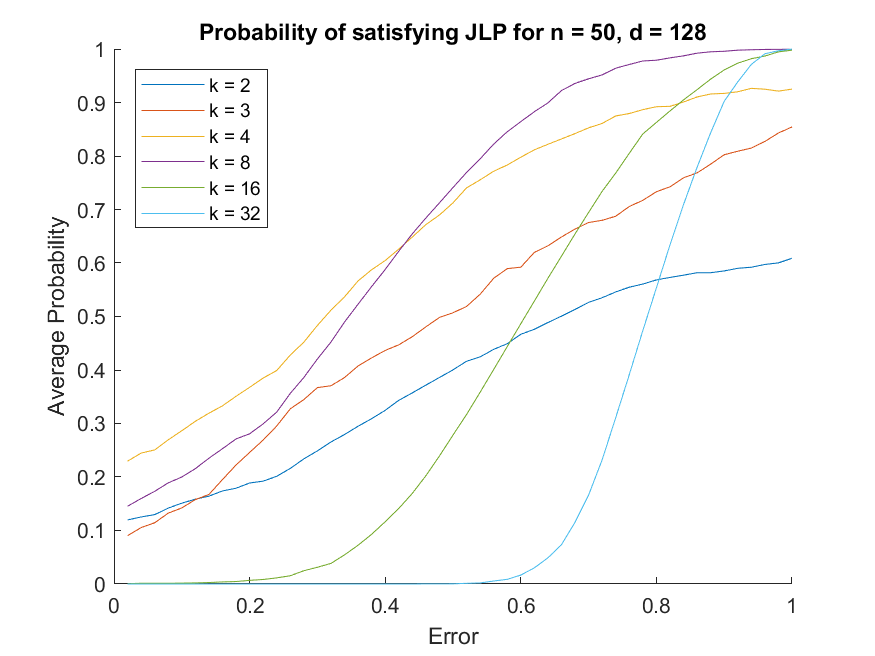 Probability of satisfying JLP for n = 50, d = 128
1
0.9
0.8
0.7
0.6
0.5
0.4
0.3
0.2
0.1
0
Average Probability
k = 2
k = 3
k = 4
k = 8
k = 16
k = 32
0 0.2 0.4 0.6 0.8 1
Error